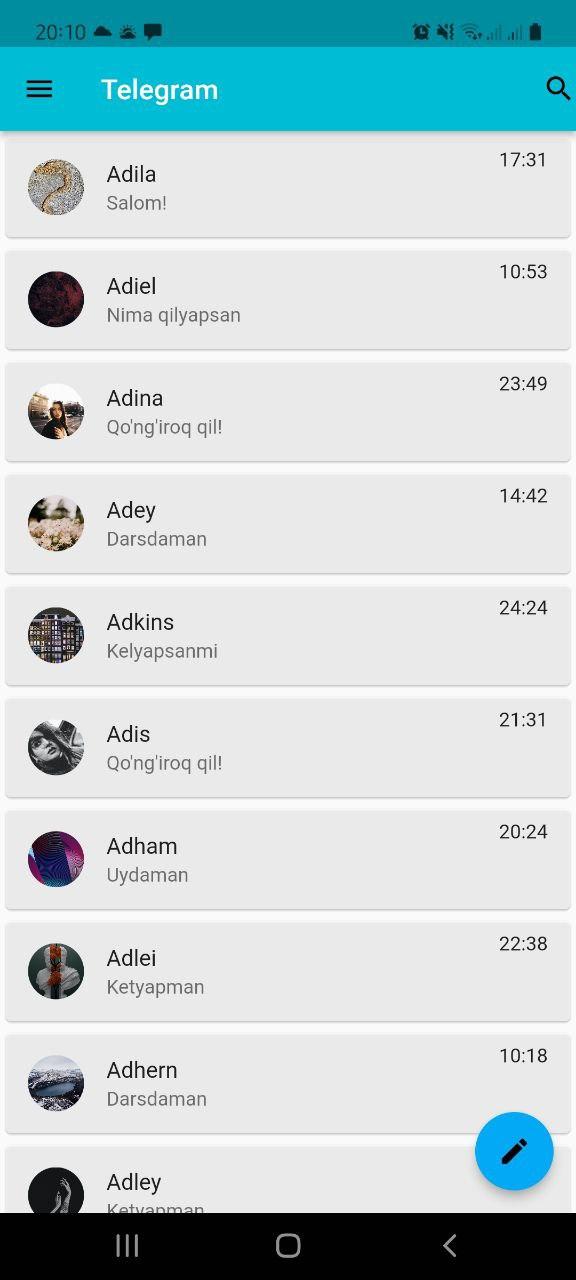 20:10
Telegram
Adila
17:31
Salom!
Adiel
10:53
Nima qilyapsan
Adina
23:49
Qo'ng'iroq qil!
Adey
14:42
Darsdaman
Adkins
24:24
Kelyapsanmi
Adis
21:31
Qo'ng'iroq qil!
Adham
20:24
Uydaman
Adlei
22:38
Ketyapman
Adhern
10:18
Darsdaman
Adley
Ketyapman